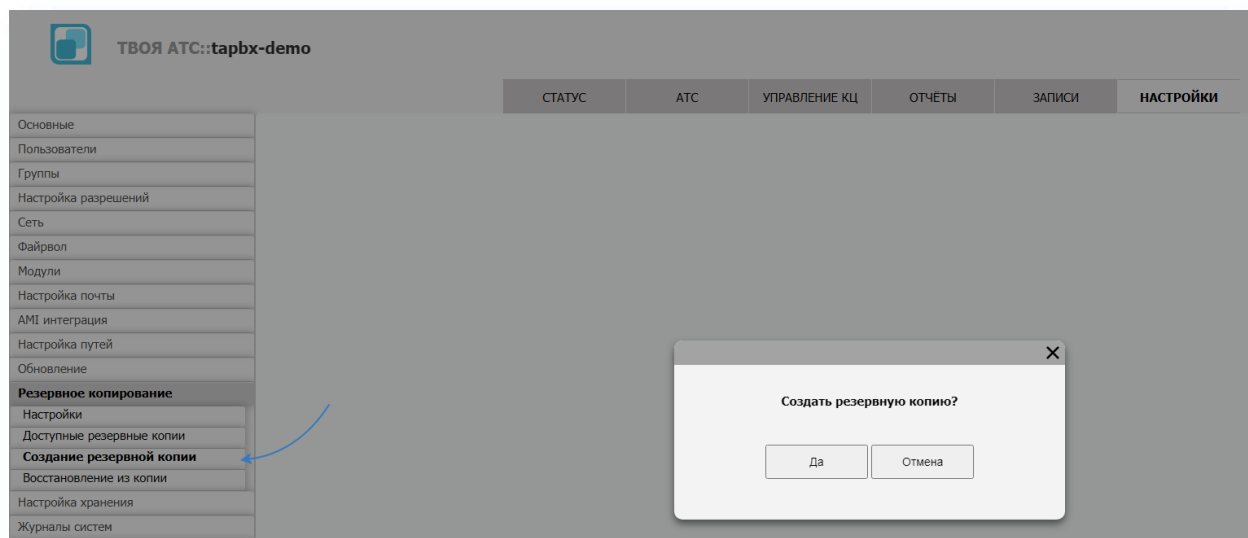 ТВОЯ АТС::tapbx-demo
СТАТУС АТС УПРАВЛЕНИЕ КЦ ОТЧЁТЫ ЗАПИСИ НАСТРОЙКИ
Основные
Пользователи
Группы
Настройка разрешений
Сеть
Файрвол
Модули
Настройка почты
AMI интеграция
Настройка путей
Обновление
Резервное копирование
Настройки
Доступные резервные копии
Создание резервной копии
Восстановление из копии
Настройка хранения
Журналы систем
Создать резервную копию?
Да Отмена